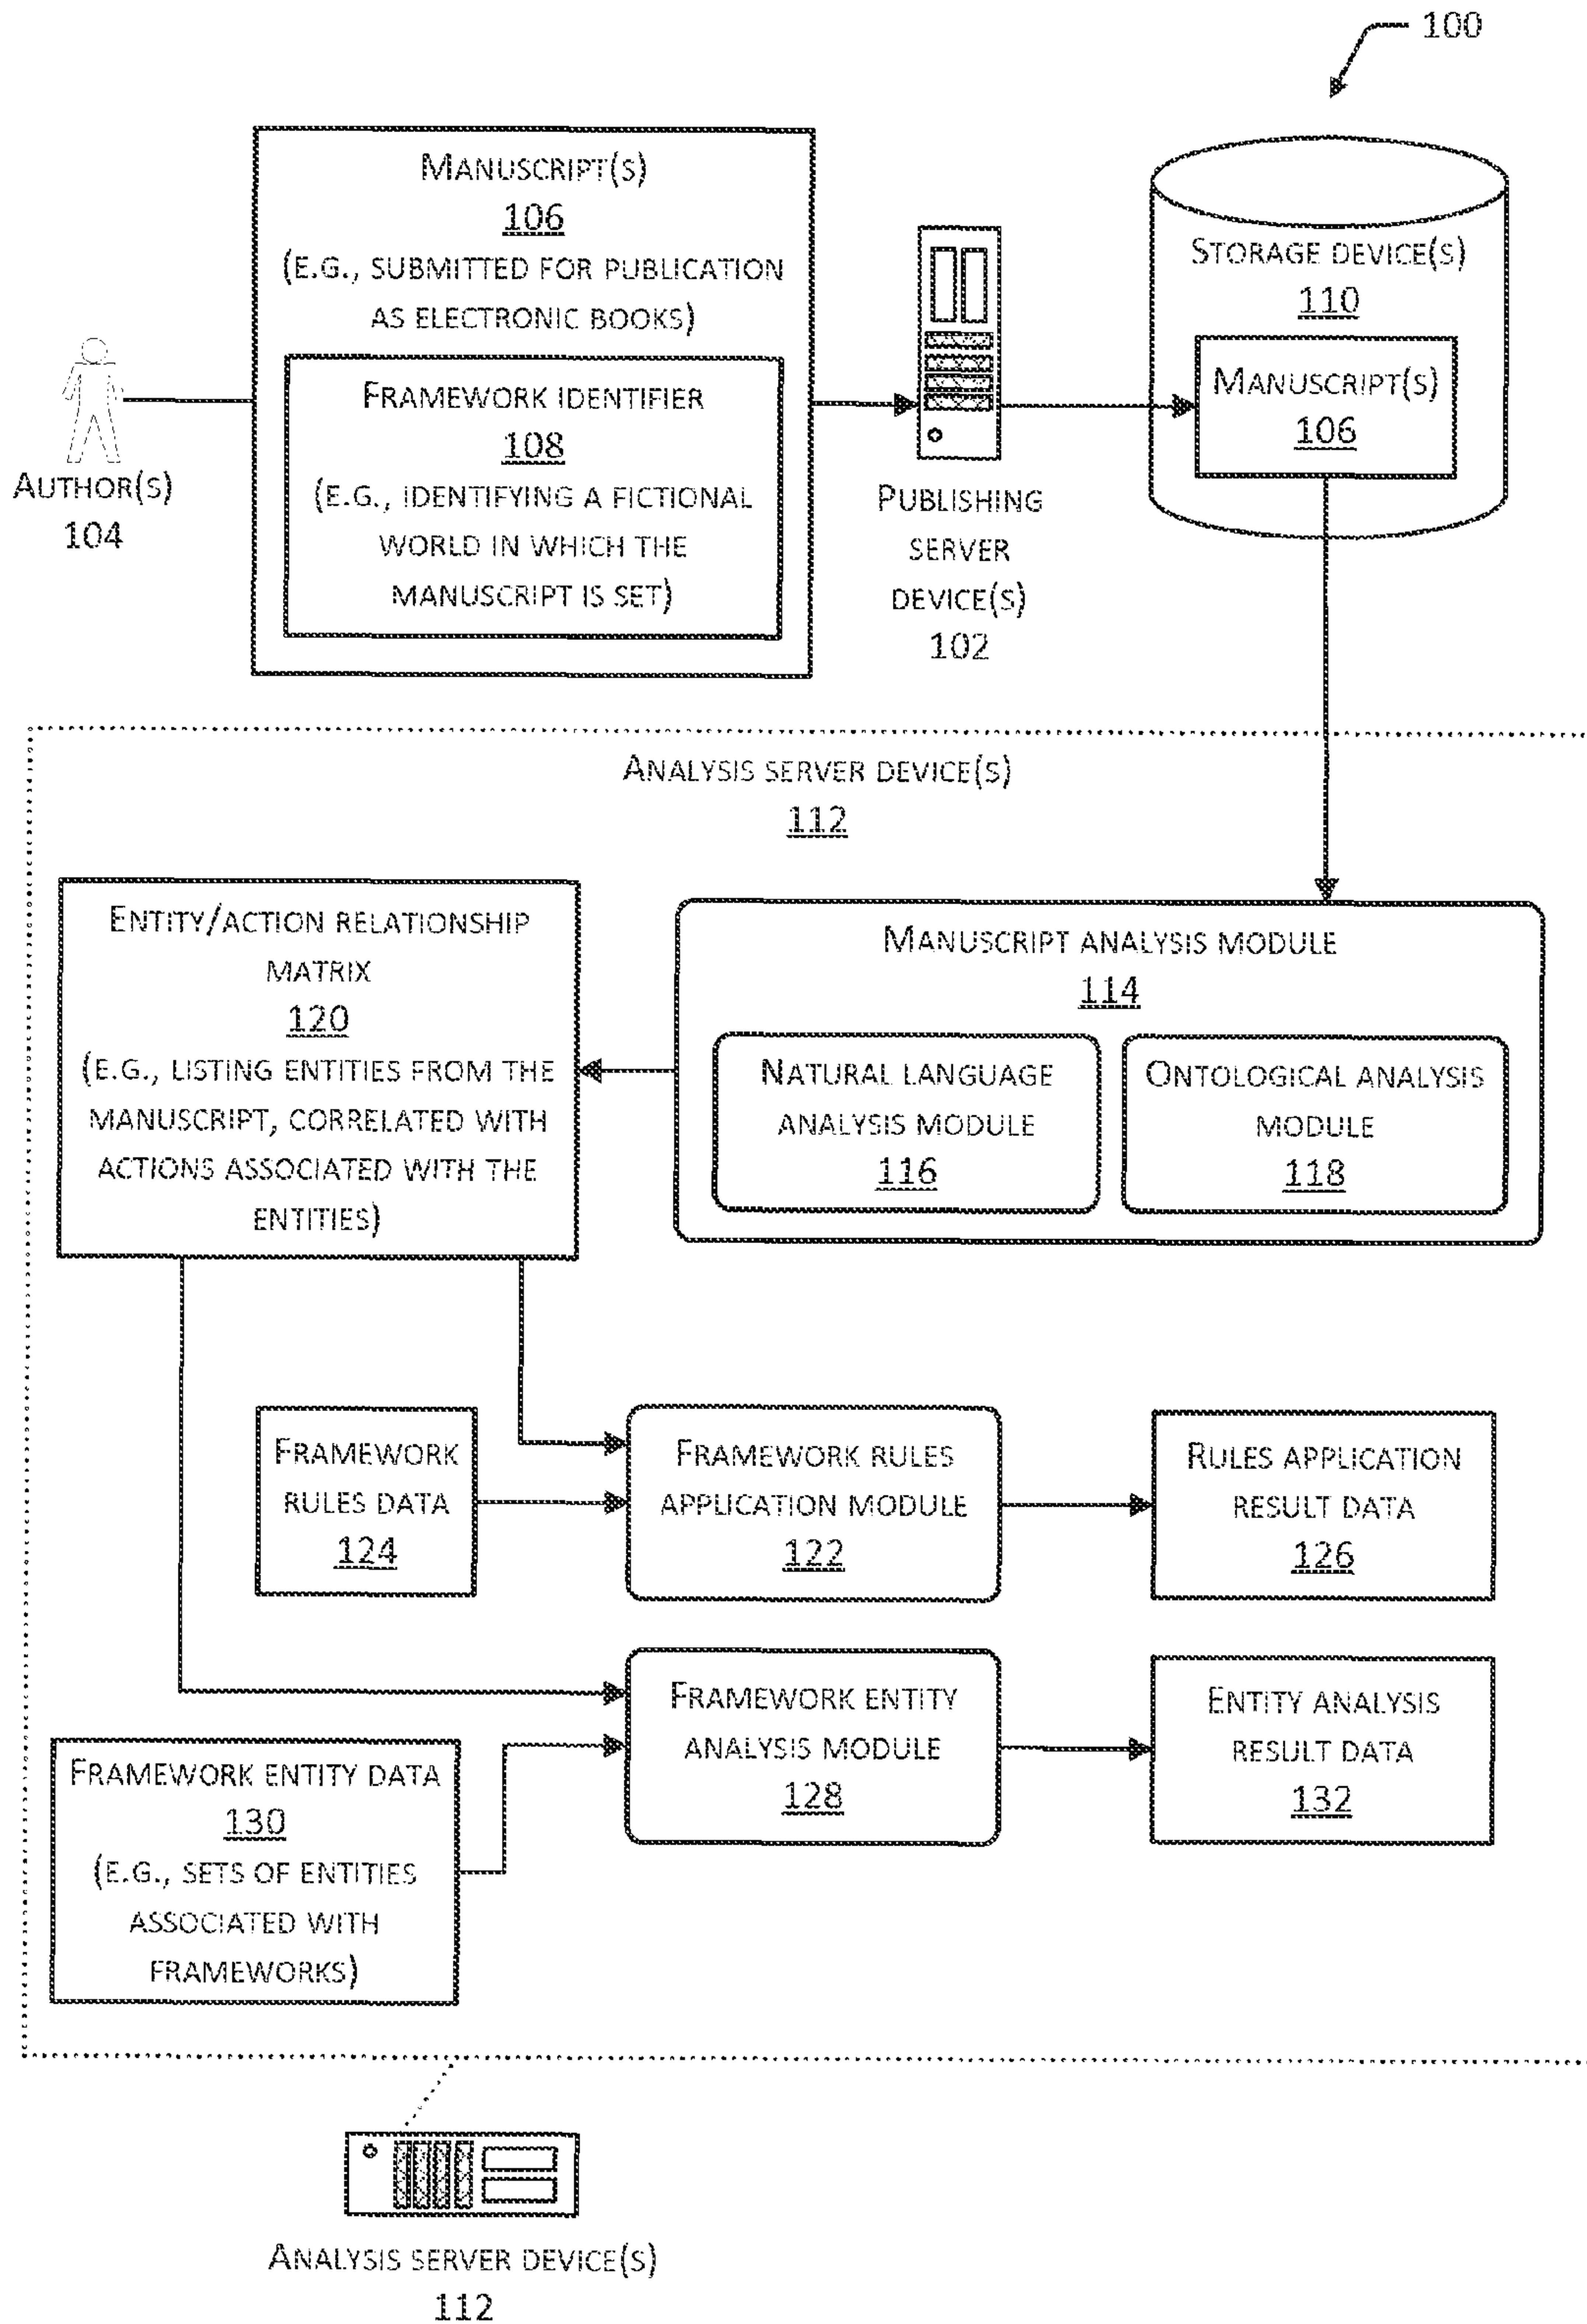 100
MANUSCRIPT(S)
106
(E.G., SUBMITTED FOR PUBLICATION
AS ELECTRONIC BOOKS)
FRAMEWORK IDENTIFIER
108
(E.G., IDENTIFYING A FICTIONAL
WORLD IN WHICH THE
MANUSCRIPT IS SET)
AUTHOR(S)
104
PUBLISHING
SERVER
DEVICE(S)
102
STORAGE DEVICE(S)
110
MANUSCRIPT(S)
106
ANALYSIS SERVER DEVICE(S)
112
ENTITY/ACTION RELATIONSHIP
MATRIX
120
(E.G., LISTING ENTITIES FROM THE
MANUSCRIPT, CORRELATED WITH
ACTIONS ASSOCIATED WITH THE
ENTITIES)
MANUSCRIPT ANALYSIS MODULE
114
NATURAL LANGUAGE
ANALYSIS MODULE
116
ONTOLOGICAL ANALYSIS
MODULE
118
FRAMEWORK
RULES DATA
124
FRAMEWORK RULES
APPLICATION MODULE
122
RULES APPLICATION
RESULT DATA
126
FRAMEWORK ENTITY
ANALYSIS MODULE
128
ENTITY ANALYSIS
RESULT DATA
132
FRAMEWORK ENTITY DATA
130
(E.G., SETS OF ENTITIES
ASSOCIATED WITH
FRAMEWORKS)
ANALYSIS SERVER DEVICE(S)
112